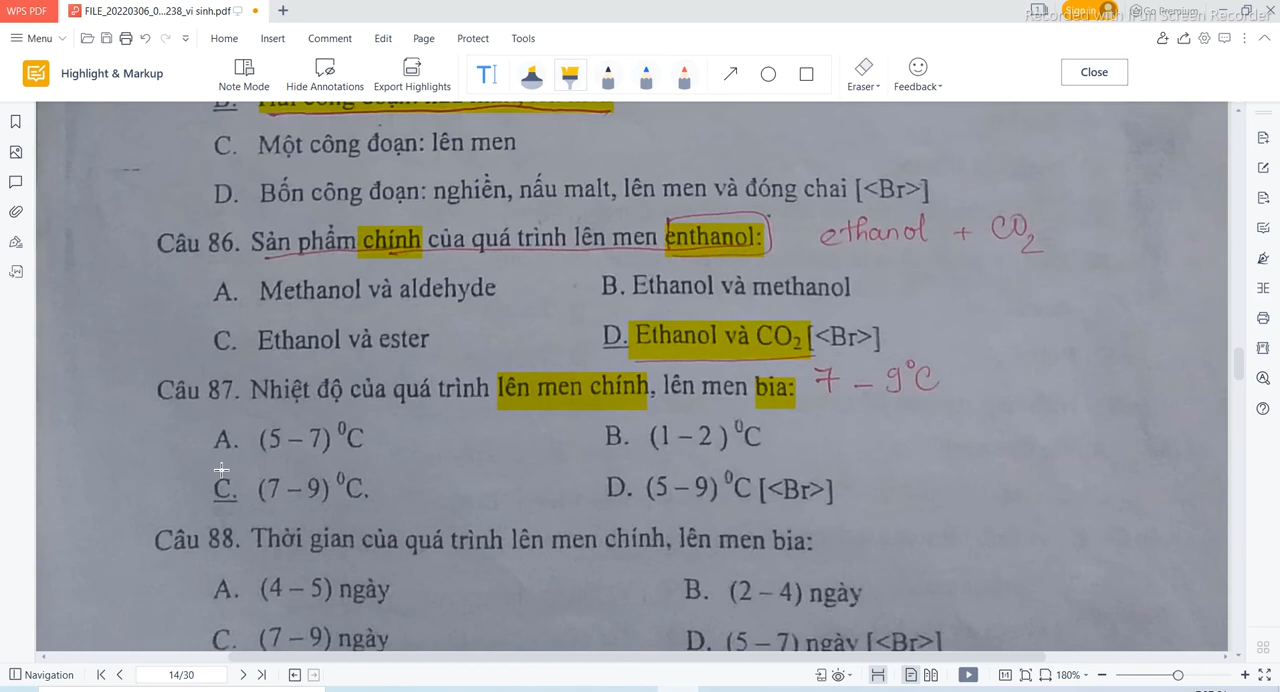 WPS PDF
FILE_20220306_0...238_vi sinh.pdf
Sign in
Go Premium
Recorded with iFun Screen Recorder
Menu
Home Insert Comment Edit Page Protect Tools
Highlight & Markup
Note Mode Hide Annotations Export Highlights
Eraser Feedback
Close
C. Một công đoạn: lên men
D. Bốn công đoạn: nghiền, nấu malt, lên men và đóng chai [<Br>]
Câu 86. Sản phẩm chính của quá trình lên men enthanol: ethanol + CO2
A. Methanol và aldehyde B. Ethanol và methanol
C. Ethanol và ester D. Ethanol và CO2 [<Br>]
Câu 87. Nhiệt độ của quá trình lên men chính, lên men bia: 7 - 9°C
A. (5 – 7) ⁰C B. (1 – 2 ) ⁰C
C. (7 – 9) ⁰C. D. (5 – 9) ⁰C [<Br>]
Câu 88. Thời gian của quá trình lên men chính, lên men bia:
A. (4 – 5) ngày B. (2 – 4) ngày
C. (7 – 9) ngày D. (5 – 7) ngày [<Br>]
Navigation
14/30
180%